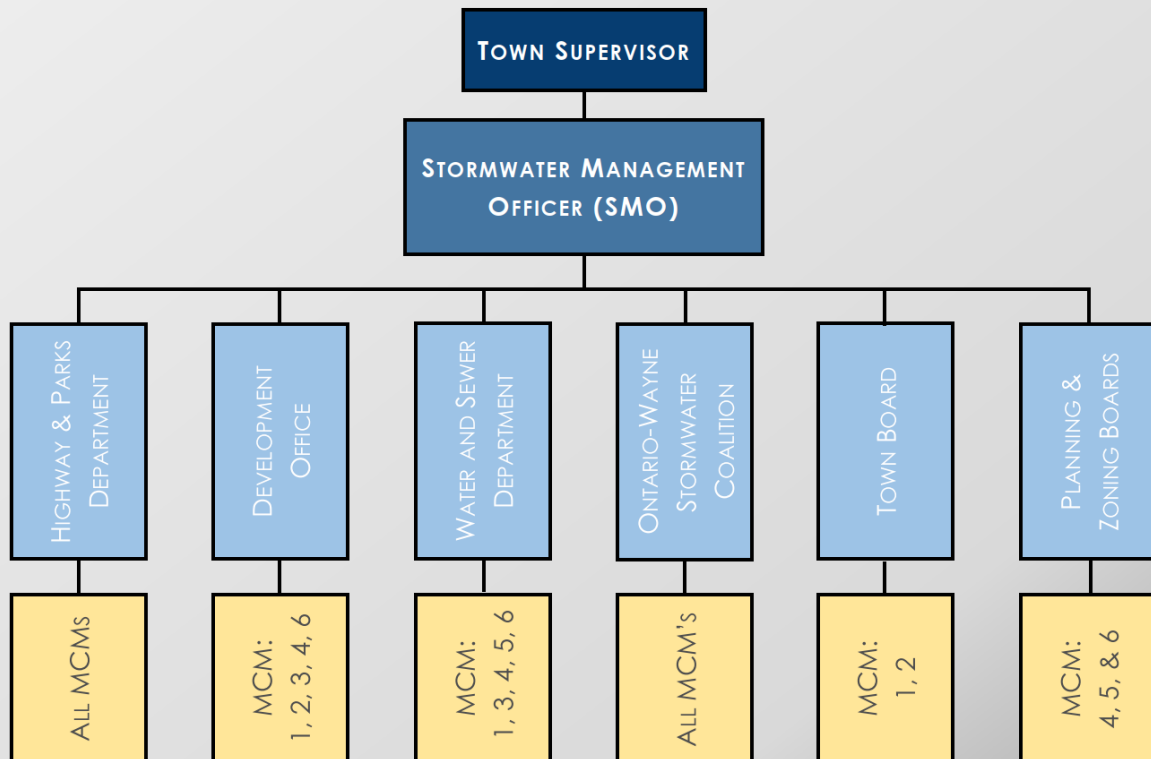 Town Supervisor
Stormwater Management
Officer (SMO)
Highway & Parks
Department
Development
Office
Water and Sewer
Department
Ontario-Wayne
Stormwater
Coalition
Town Board
Planning &
Zoning Boards
All MCMs
MCM:
1, 2, 3, 4, 6
MCM:
1, 3, 4, 5, 6
All MCM's
MCM:
1, 2
MCM:
4, 5, & 6